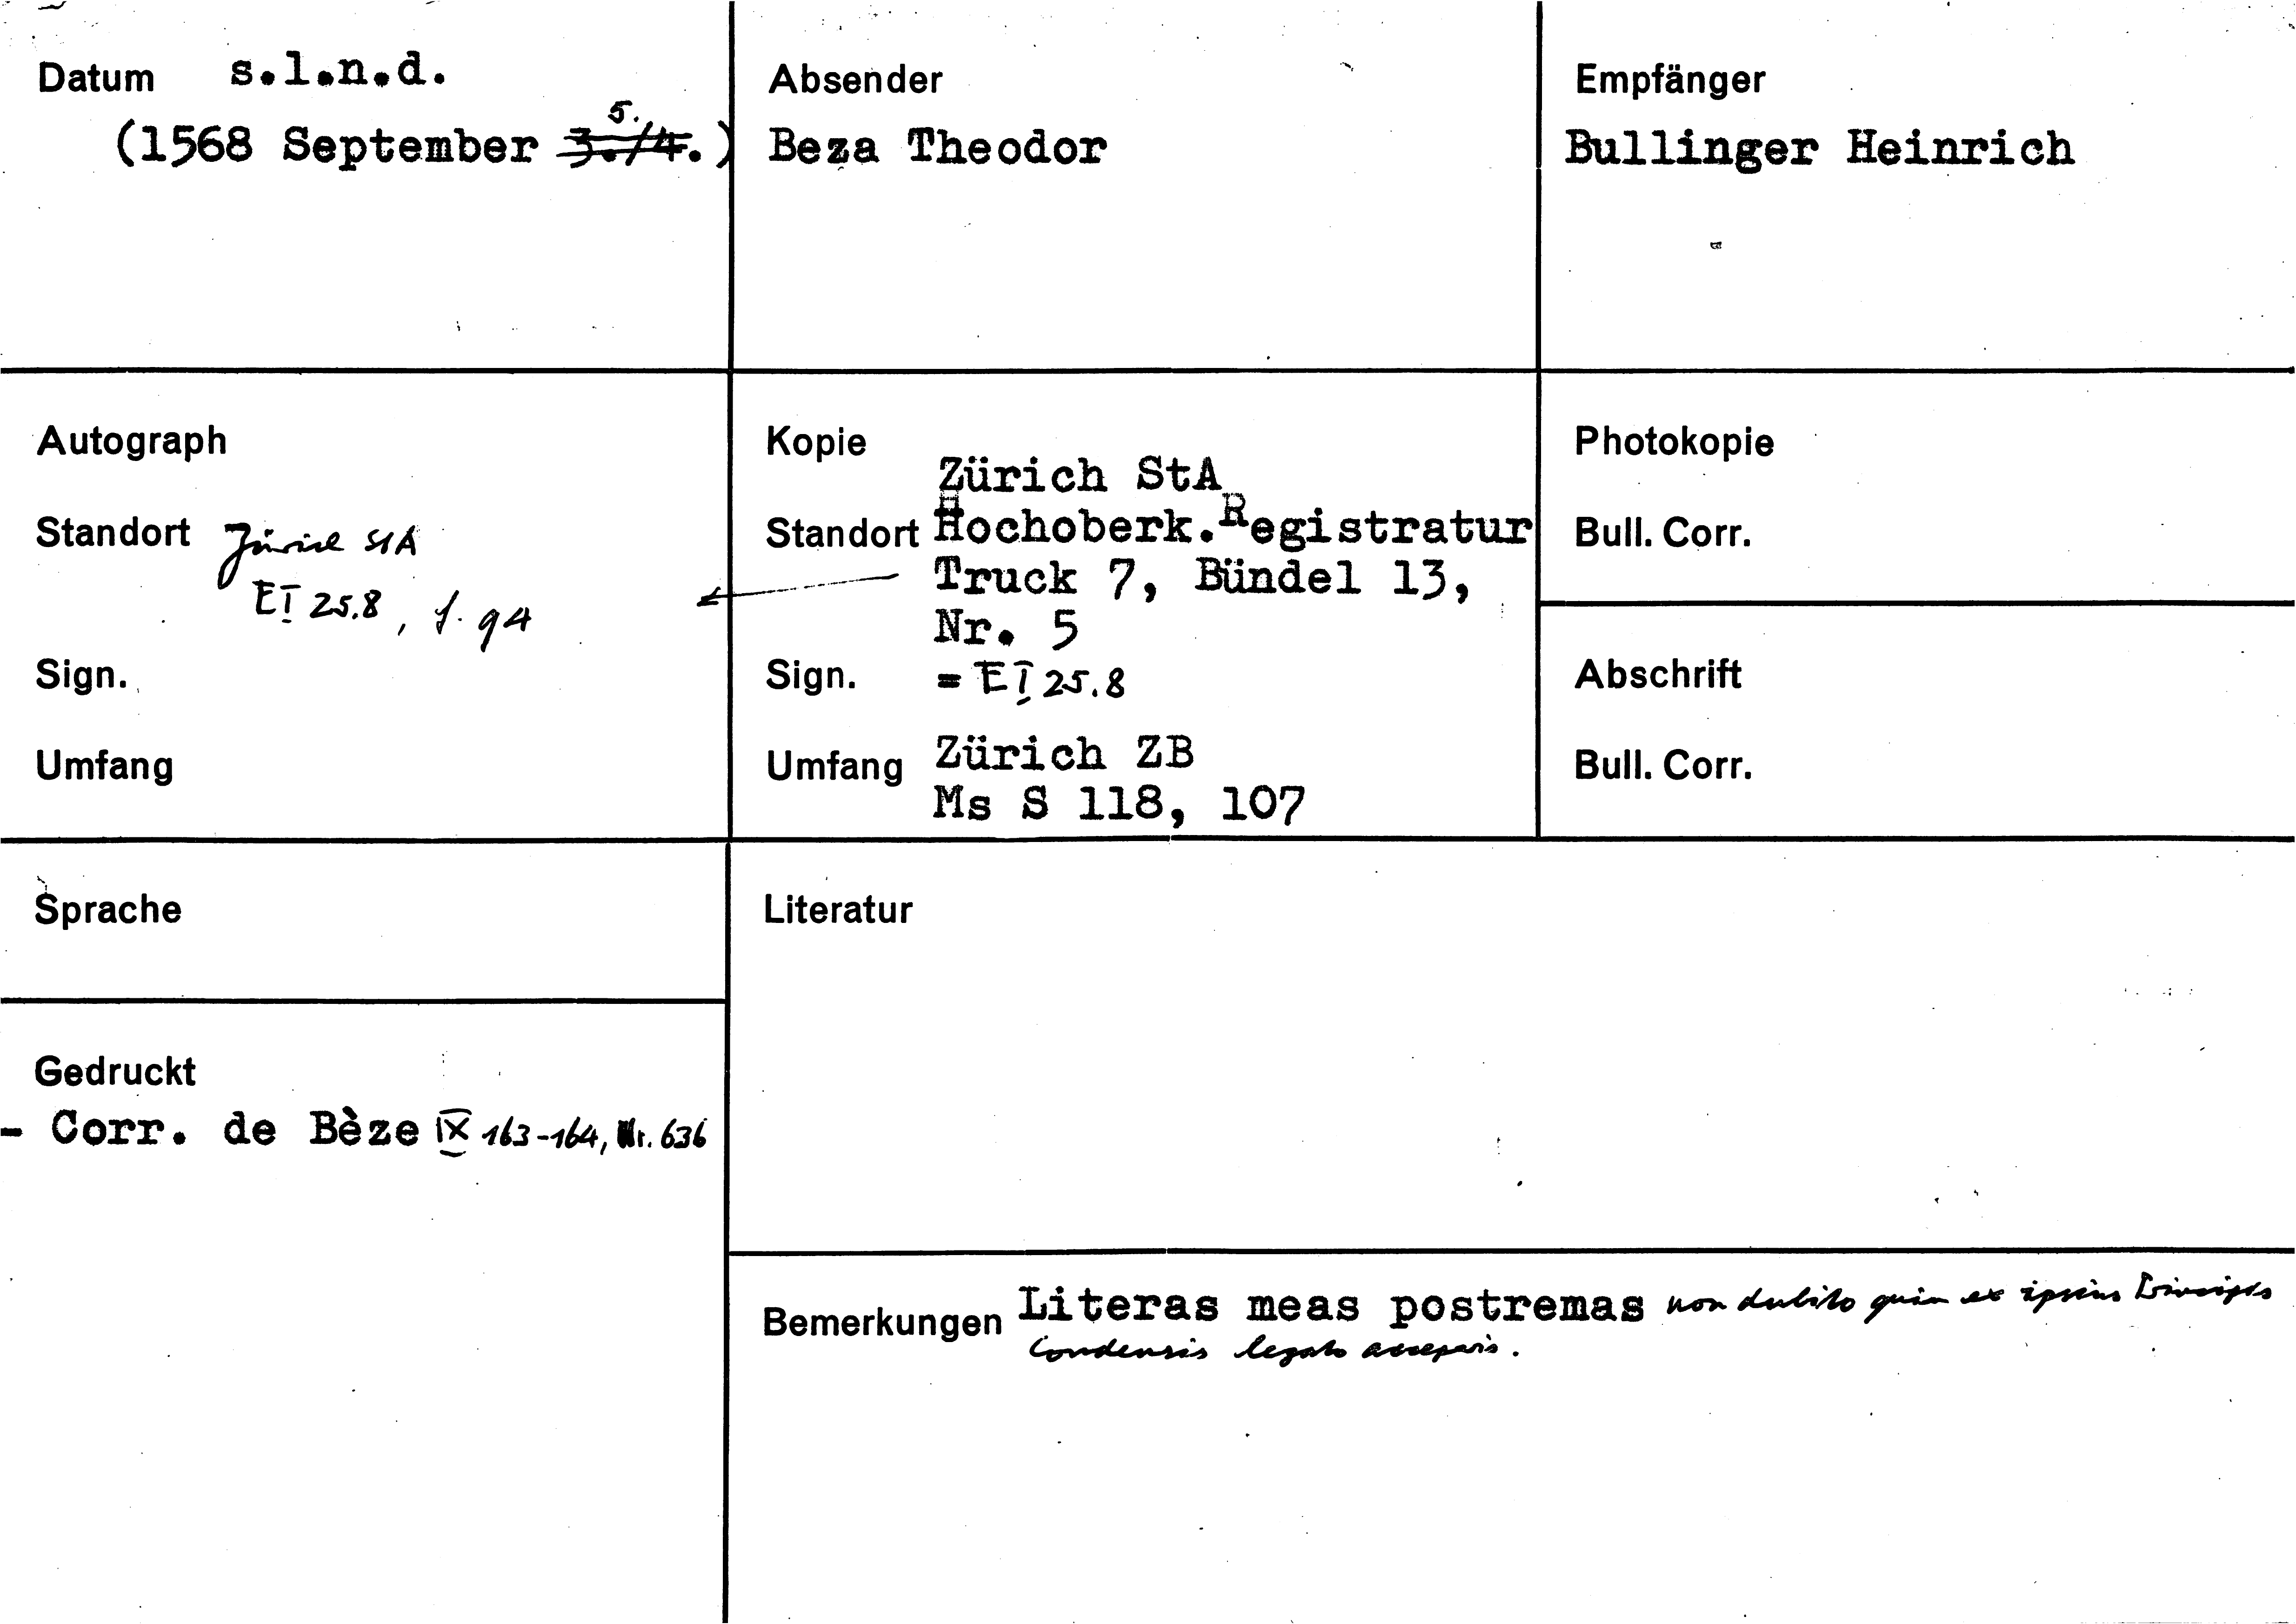 Datum s.l.n.d.
5.
(1568 September 3./4.)
Absender
Beza Theodor
Empfänger
Bullinger Heinrich
Autograph
Standort Zürich StA
EI 25.8, f. 94
Sign.
Umfang
Kopie
Zürich StA
Standort Hochoberk.Registratur
Truck 7, Bündel 13,
Nr. 5
Sign. = EI 25.8
Umfang Zürich ZB
Ms S 118, 107
Photokopie
Bull. Corr.
Abschrift
Bull. Corr.
Sprache
Literatur
Gedruckt
- Corr. de Bèze IX 163-164, Nr. 636
Bemerkungen Literas meas postremas non dubito quin ex ipsius Principis
Condensis legato acceperis.